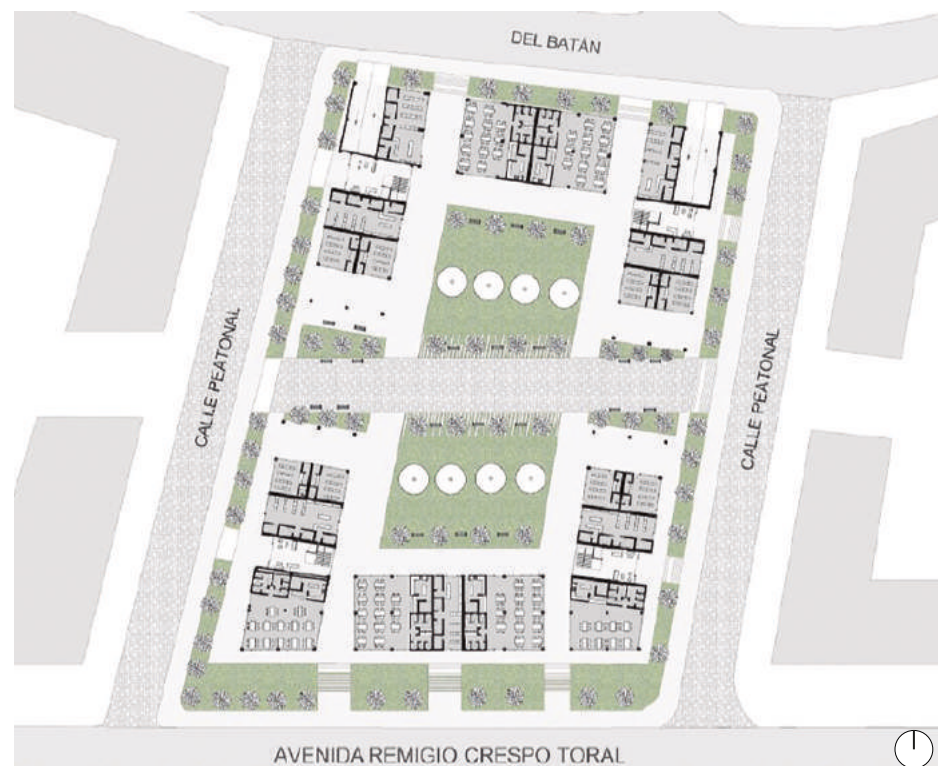 DEL BATÁN
CALLE PEATONAL
CALLE PEATONAL
AVENIDA REMIGIO CRESPO TORAL